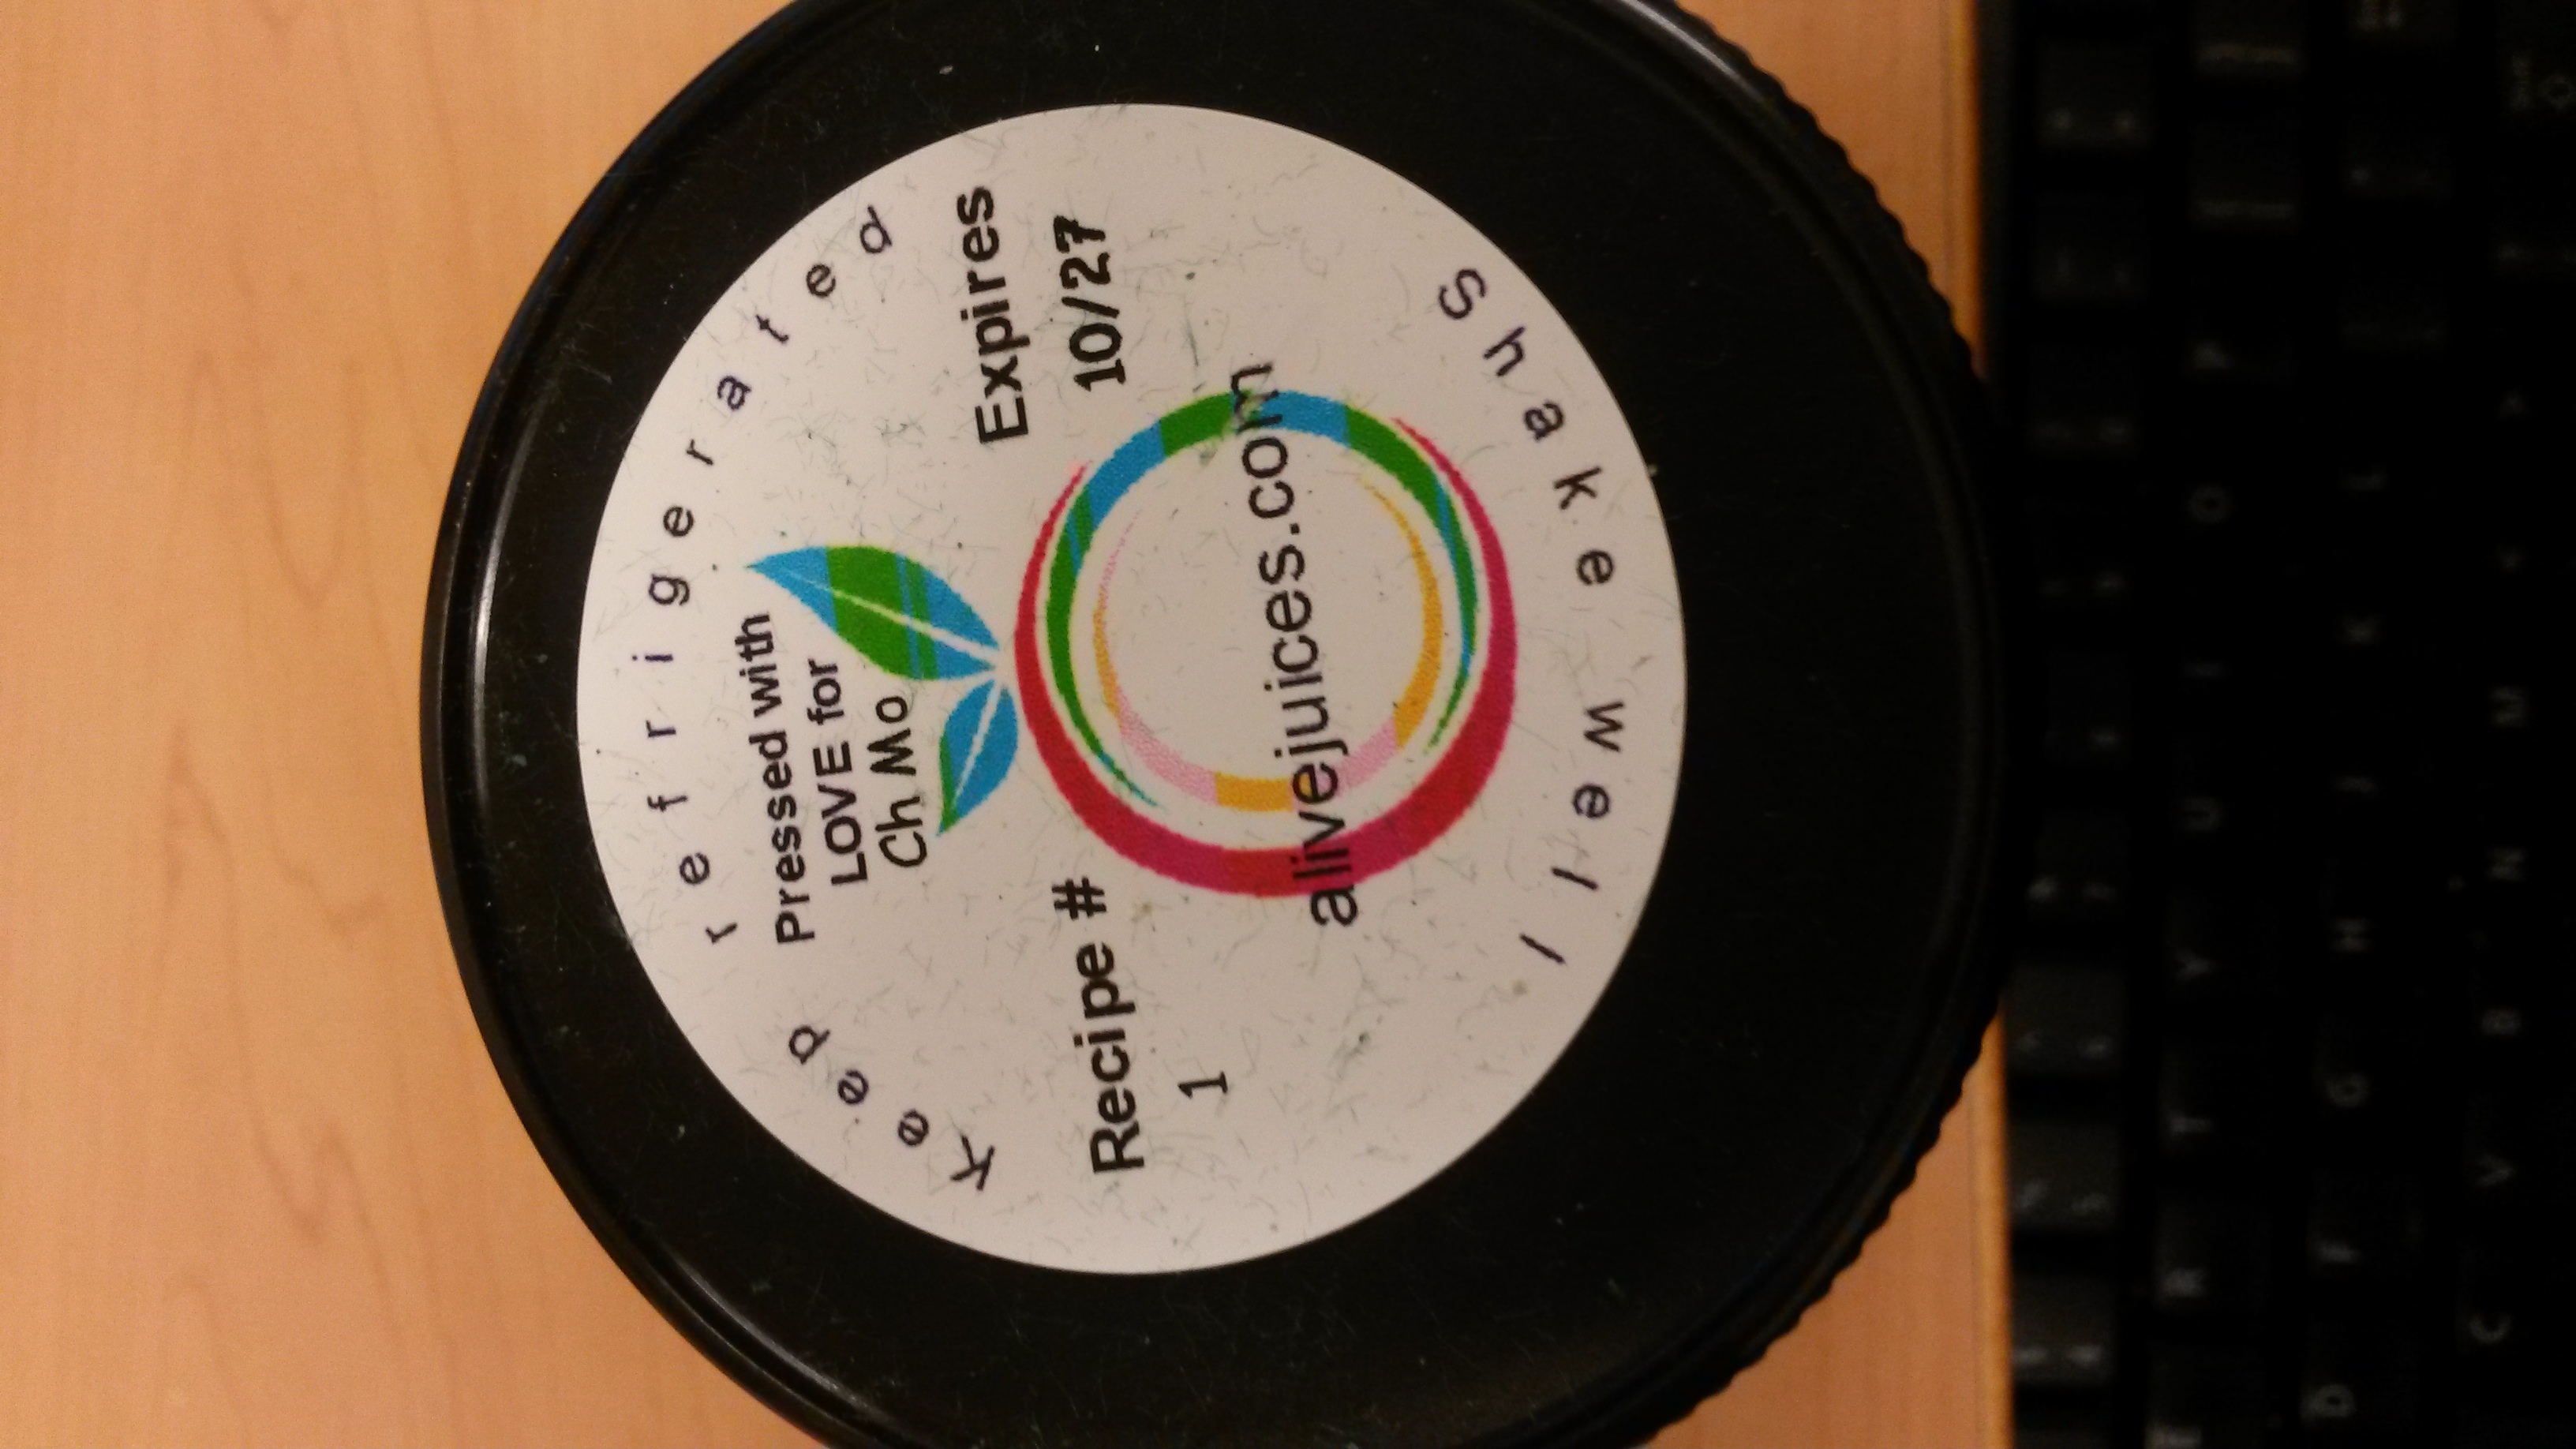 Keep refrigerated
Pressed with
LOVE for
Ch Mo
Expires
10/27
Recipe #
1
alivejuices.com
Shake well